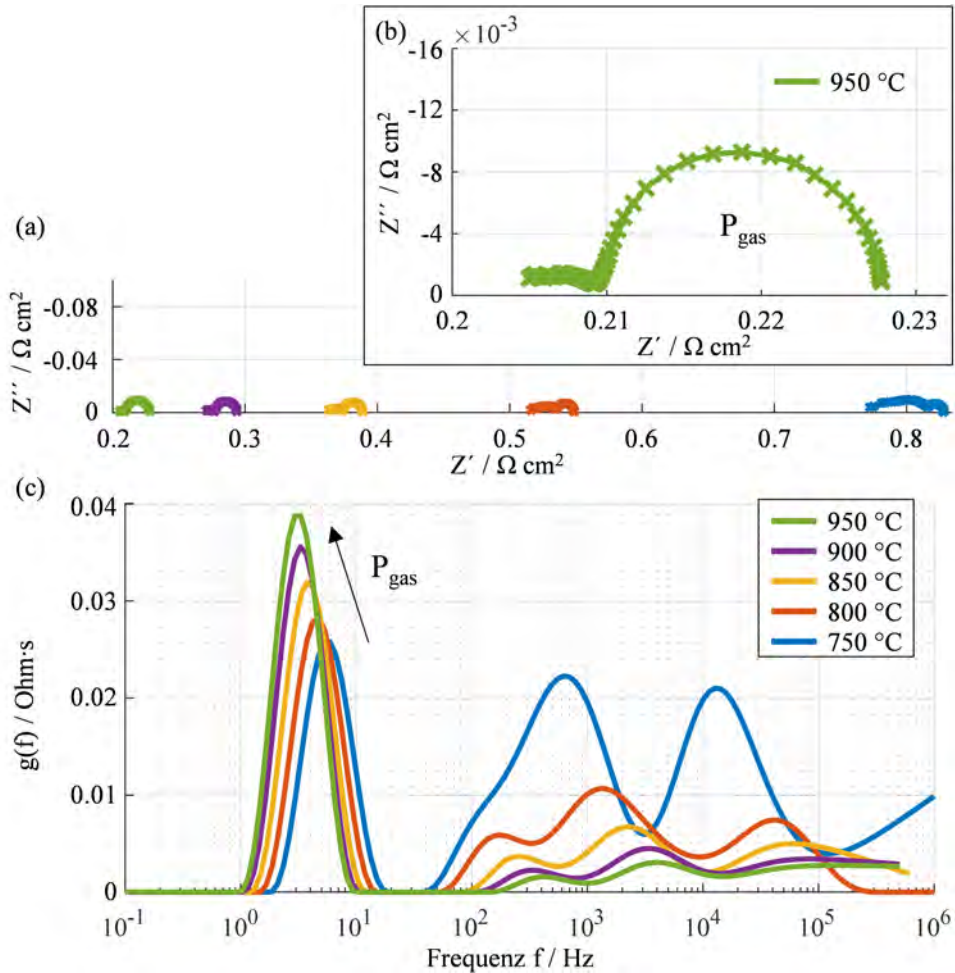 (b)
× 10⁻³
-16
-12
-8
-4
0
Z´´ / Ω cm²
950 °C
P_gas
0.2
0.21
0.22
0.23
Z´ / Ω cm²
(a)
Z´´ / Ω cm²
-0.08
-0.04
0
0.2
0.3
0.4
0.5
0.6
0.7
0.8
Z´ / Ω cm²
(c)
g(f) / Ohm·s
0.04
0.03
0.02
0.01
0
P_gas
950 °C
900 °C
850 °C
800 °C
750 °C
10⁻¹
10⁰
10¹
10²
10³
10⁴
10⁵
10⁶
Frequenz f / Hz